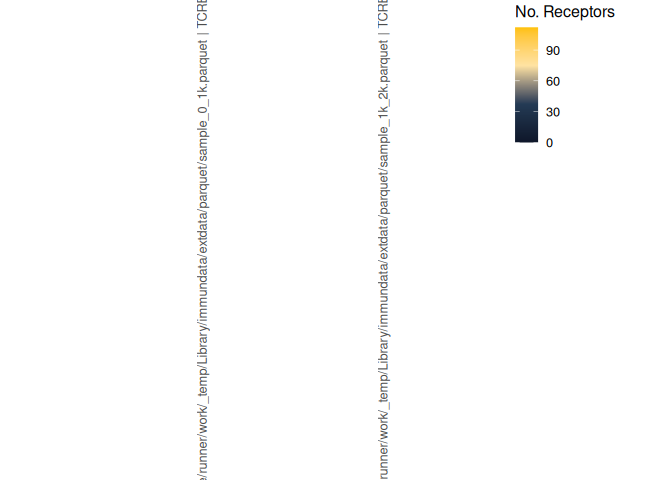 No. Receptors
90
60
30
0
e/runner/work/_temp/Library/immundata/extdata/parquet/sample_0_1k.parquet | TCRB
runner/work/_temp/Library/immundata/extdata/parquet/sample_1k_2k.parquet | TCRB